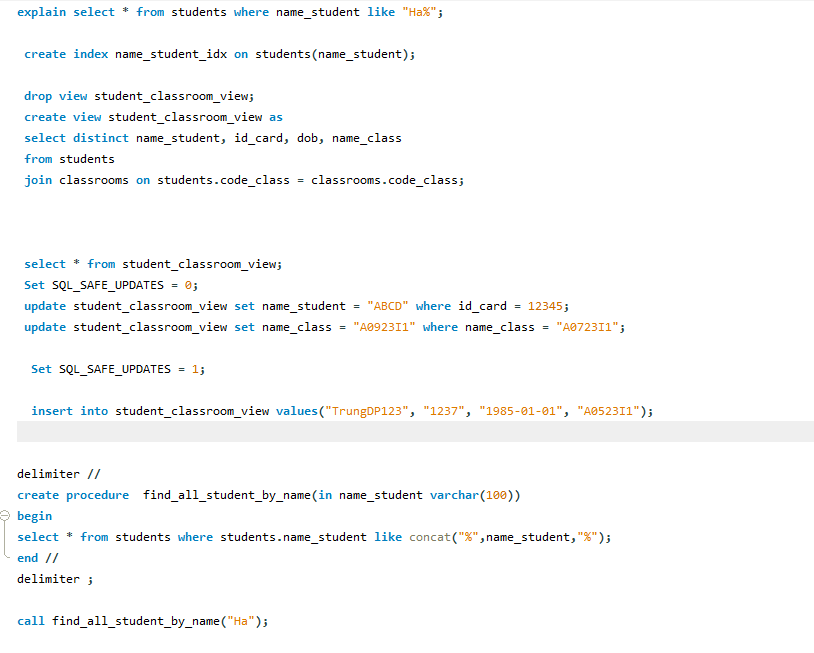 explain select * from students where name_student like "Ha%";
create index name_student_idx on students(name_student);
drop view student_classroom_view;
create view student_classroom_view as
select distinct name_student, id_card, dob, name_class
from students
join classrooms on students.code_class = classrooms.code_class;
select * from student_classroom_view;
Set SQL_SAFE_UPDATES = 0;
update student_classroom_view set name_student = "ABCD" where id_card = 12345;
update student_classroom_view set name_class = "A0923I1" where name_class = "A0723I1";
Set SQL_SAFE_UPDATES = 1;
insert into student_classroom_view values("TrungDP123", "1237", "1985-01-01", "A0523I1");
delimiter //
create procedure  find_all_student_by_name(in name_student varchar(100))
begin
select * from students where students.name_student like concat("%",name_student,"%");
end //
delimiter ;
call find_all_student_by_name("Ha");